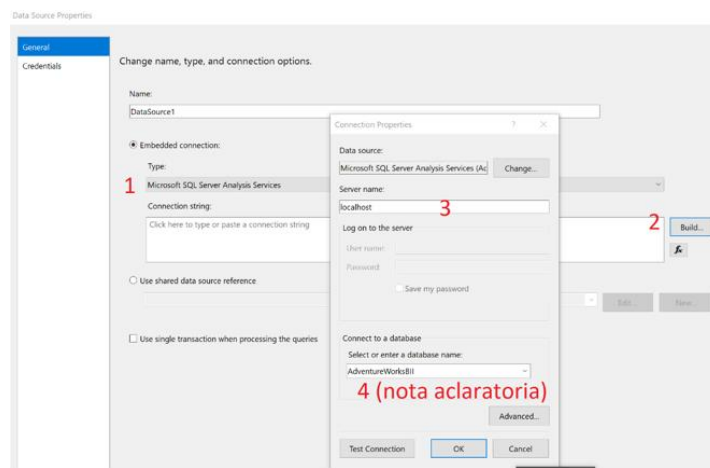 Data Source Properties
General
Credentials
Change name, type, and connection options.
Name:
DataSource1
Embedded connection:
Type:
1
Microsoft SQL Server Analysis Services
Connection string:
Click here to type or paste a connection string
2
Build...
fx
Use shared data source reference
Edit...
New...
Use single transaction when processing the queries
Connection Properties
?
×
Data source:
Microsoft SQL Server Analysis Services (Ac
Change...
Server name:
localhost
3
Log on to the server
User name:
Password:
Save my password
Connect to a database
Select or enter a database name:
AdventureWorksBII
4 (nota aclaratoria)
Advanced...
Test Connection
OK
Cancel